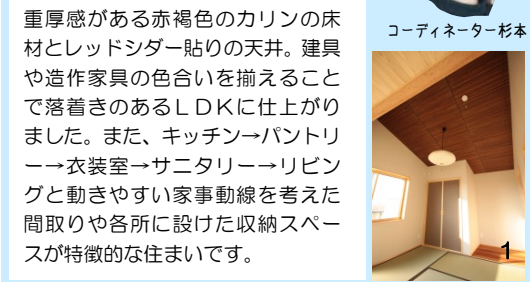 重厚感がある赤褐色のカリンの床
材とレッドシダー貼りの天井。建具
や造作家具の色合いを揃えること
で落着きのあるLDKに仕上がり
ました。また、キッチン→パントリ
ー→衣装室→サニタリー→リビン
グと動きやすい家事動線を考えた
間取りや各所に設けた収納スペー
スが特徴的な住まいです。
コーディネーター杉本
1